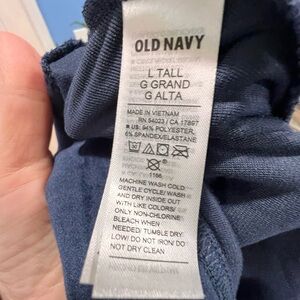 OLD NAVY
L TALL
G GRAND
G ALTA
MADE IN VIETNAM
RN 54023 / CA 17897
US: 94% POLYESTER,
6% SPANDEX/ELASTANE
1166
MACHINE WASH COLD
GENTLE CYCLE/ WASH
AND DRY INSIDE OUT
WITH LIKE COLORS/
ONLY NON-CHLORINE
BLEACH WHEN
NEEDED/ TUMBLE DRY
LOW/ DO NOT IRON/ DO
NOT DRY CLEAN